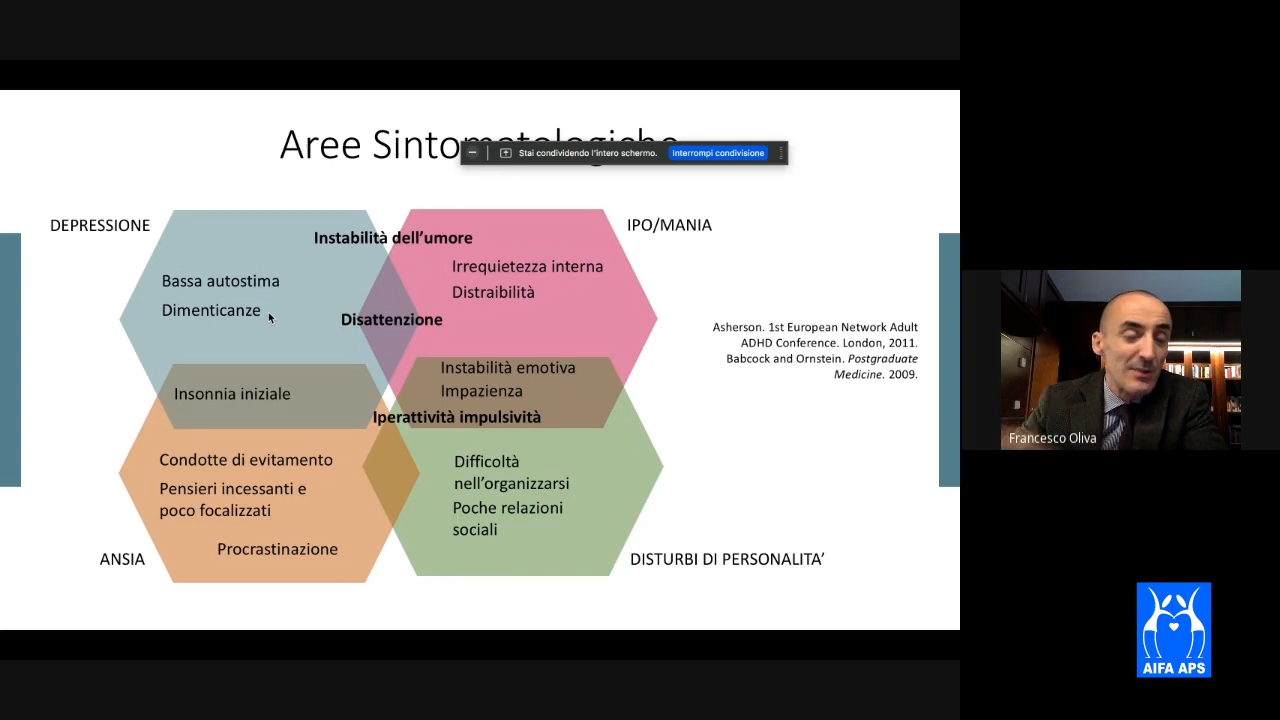 Aree Sintomatologiche
Stai condividendo l'intero schermo. Interrompi condivisione
DEPRESSIONE
IPO/MANIA
Instabilità dell'umore
Bassa autostima
Dimenticanze
Irrequietezza interna
Distraibilità
Disattenzione
Asherson. 1st European Network Adult
ADHD Conference. London, 2011.
Babcock and Ornstein. Postgraduate
Medicine. 2009.
Instabilità emotiva
Impazienza
Insonnia iniziale
Iperattività impulsività
Condotte di evitamento
Pensieri incessanti e
poco focalizzati
Procrastinazione
Difficoltà
nell'organizzarsi
Poche relazioni
sociali
ANSIA
DISTURBI DI PERSONALITA'
Francesco Oliva
AIFA APS